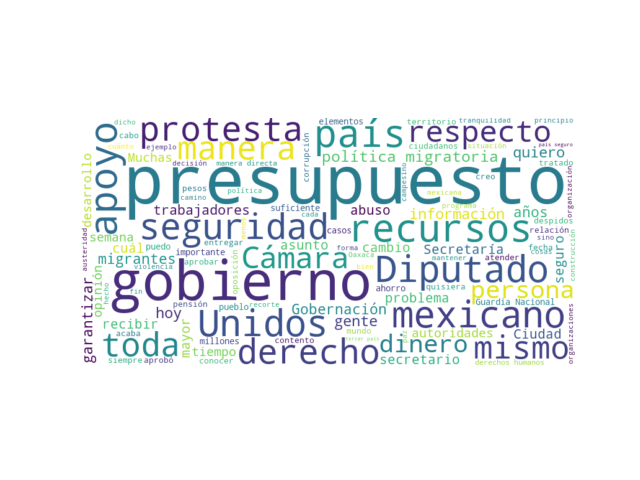 dicho
elementos
territorio
tranquilidad
principio
cabo
protesta
país
respecto
ciudadanos
situación
país seguro
cuánto
ejemplo
corrupción
apoyo
Muchas
decisión
manera
manera directa
política migratoria
quiero
tratado
organización
desarrollo
presupuesto
pesos
camino
política
campesino
creo
mexicana
programa
trabajadores
suficiente
cada
abuso
información
años
despidos
seguridad
recursos
semana
casos
relación
sino
construcción
austeridad
cuál
puedo
entregar
asunto
forma
cambio
Secretaría
seguro
fecha
migrantes
importante
Cámara
Oaxaca
Diputado
mantener
atender
opinión
violencia
aprobar
oposición
gobierno
ahorro
quisiera
persona
garantizar
hecho
pensión
pueblo
recorte
problema
Guardia Nacional
recibir
hoy
Unidos
Gobernación
mexicano
organizaciones
acaba
mayor
millones
contento
gente
mundo
autoridades
Ciudad
toda
tiempo
derecho
tercer país
dinero
mismo
siempre
aprobó
fin
conocer
secretario
derechos humanos